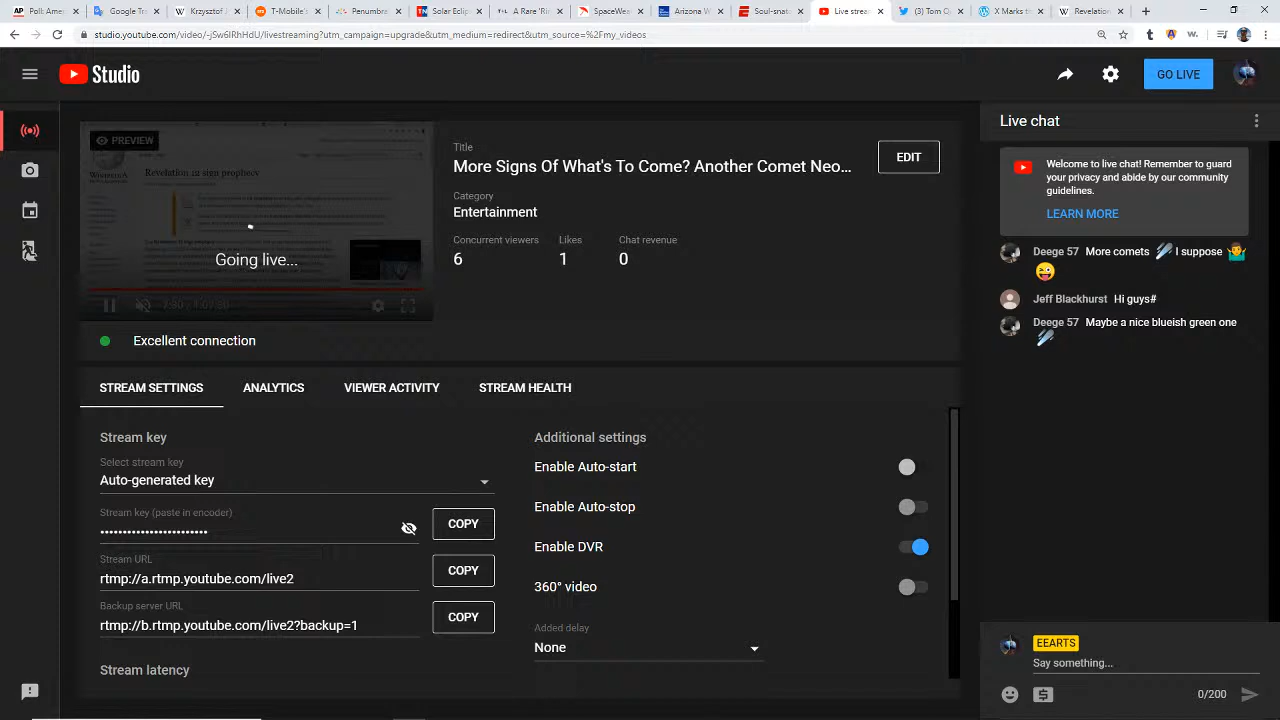 Poll: Amer
Google Tra
Krzysztof
T-Mobile's
Penumbra
Solar Eclip
A Rare 'Ri
SpaceWea
Arizona W
Soul-snato
Live strea
(3) Tom C
X Marks th
Revelation
studio.youtube.com/video/-jSw6IRhHdU/livestreaming?utm_campaign=upgrade&utm_medium=redirect&utm_source=%2Fmy_videos
Studio
GO LIVE
PREVIEW
Revelation 12 sign prophecy
Going live...
Title
More Signs Of What's To Come? Another Comet Neo...
EDIT
Category
Entertainment
Concurrent viewers
Likes
Chat revenue
6
1
0
Excellent connection
STREAM SETTINGS
ANALYTICS
VIEWER ACTIVITY
STREAM HEALTH
Stream key
Select stream key
Auto-generated key
Stream key (paste in encoder)
••••••••••••••••••••••••
COPY
Stream URL
rtmp://a.rtmp.youtube.com/live2
COPY
Backup server URL
rtmp://b.rtmp.youtube.com/live2?backup=1
COPY
Stream latency
Additional settings
Enable Auto-start
Enable Auto-stop
Enable DVR
360° video
Added delay
None
Live chat
Welcome to live chat! Remember to guard
your privacy and abide by our community
guidelines.
LEARN MORE
Deege 57 More comets ☄️ I suppose 🤷‍♂️
😜
Jeff Blackhurst Hi guys#
Deege 57 Maybe a nice blueish green one
☄️
EEARTS
Say something...
0/200